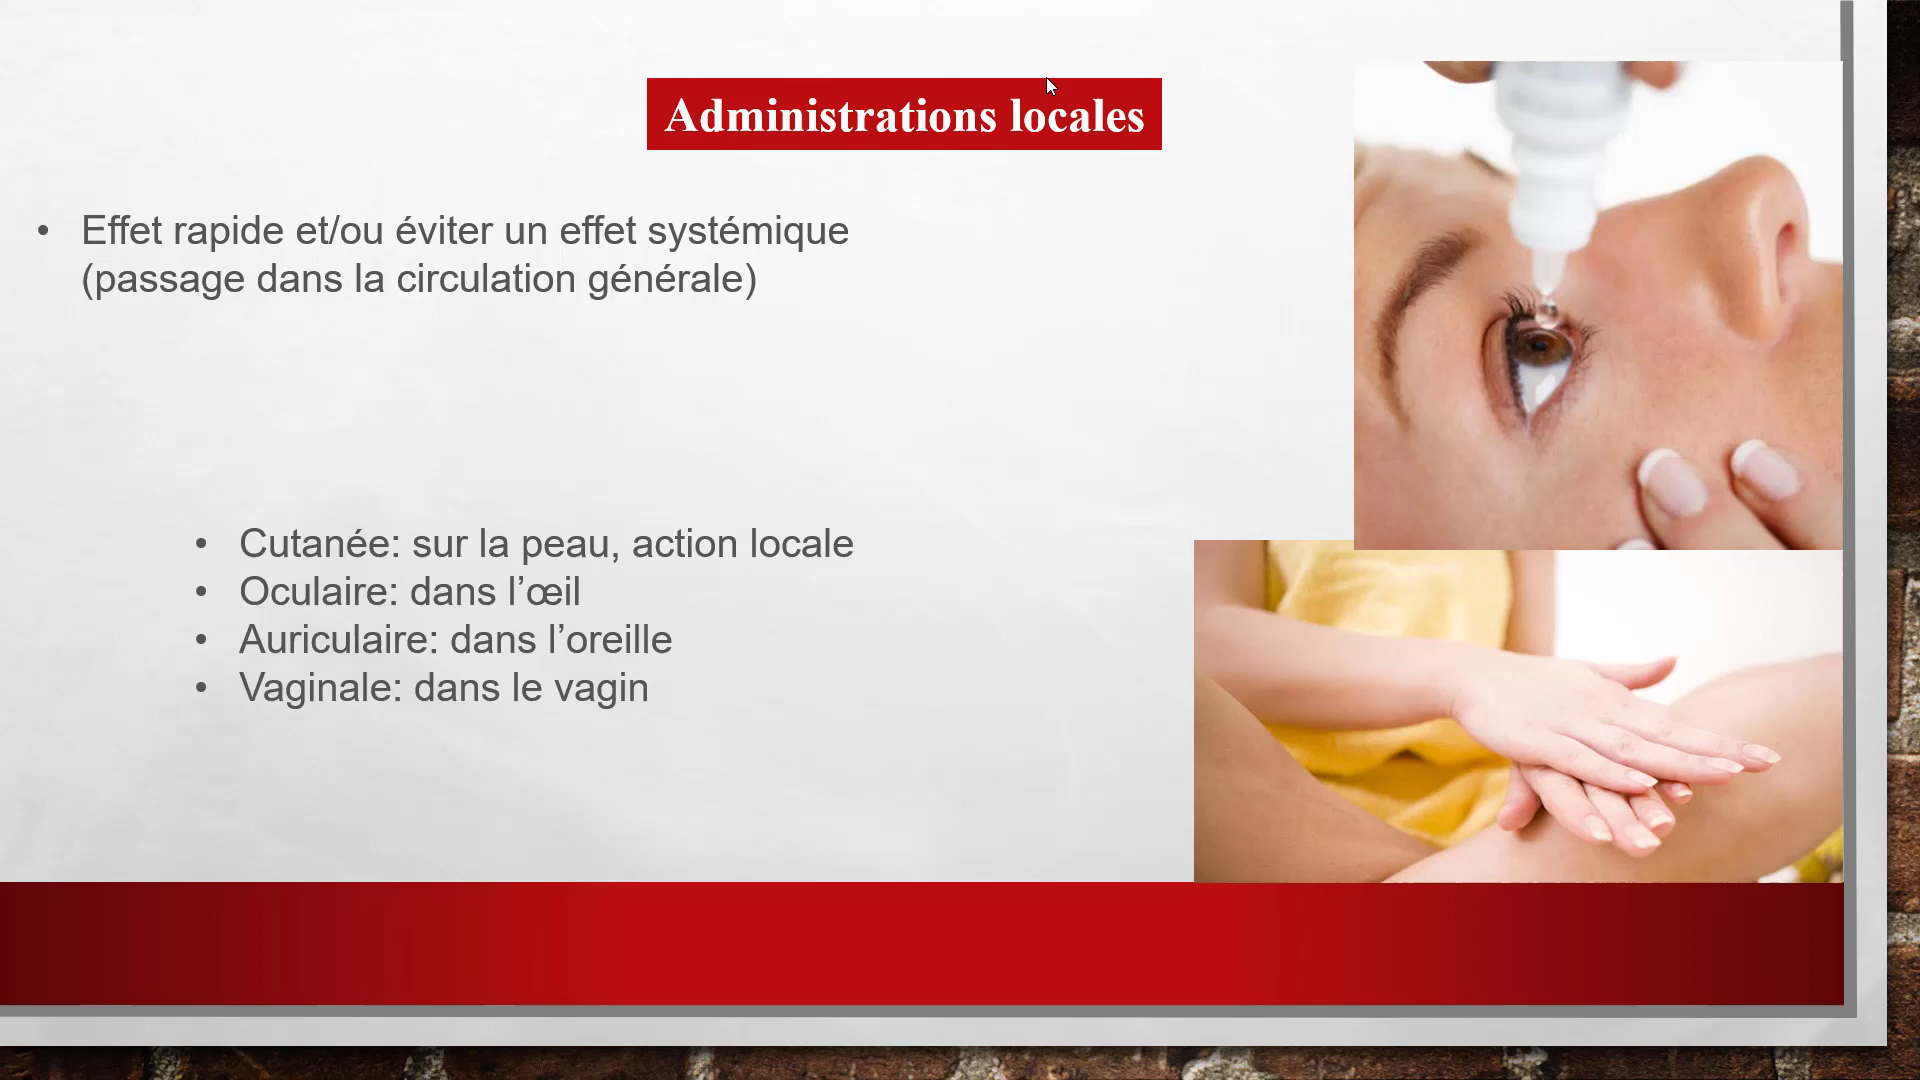 Administrations locales
• Effet rapide et/ou éviter un effet systémique
(passage dans la circulation générale)
• Cutanée: sur la peau, action locale
• Oculaire: dans l’œil
• Auriculaire: dans l’oreille
• Vaginale: dans le vagin